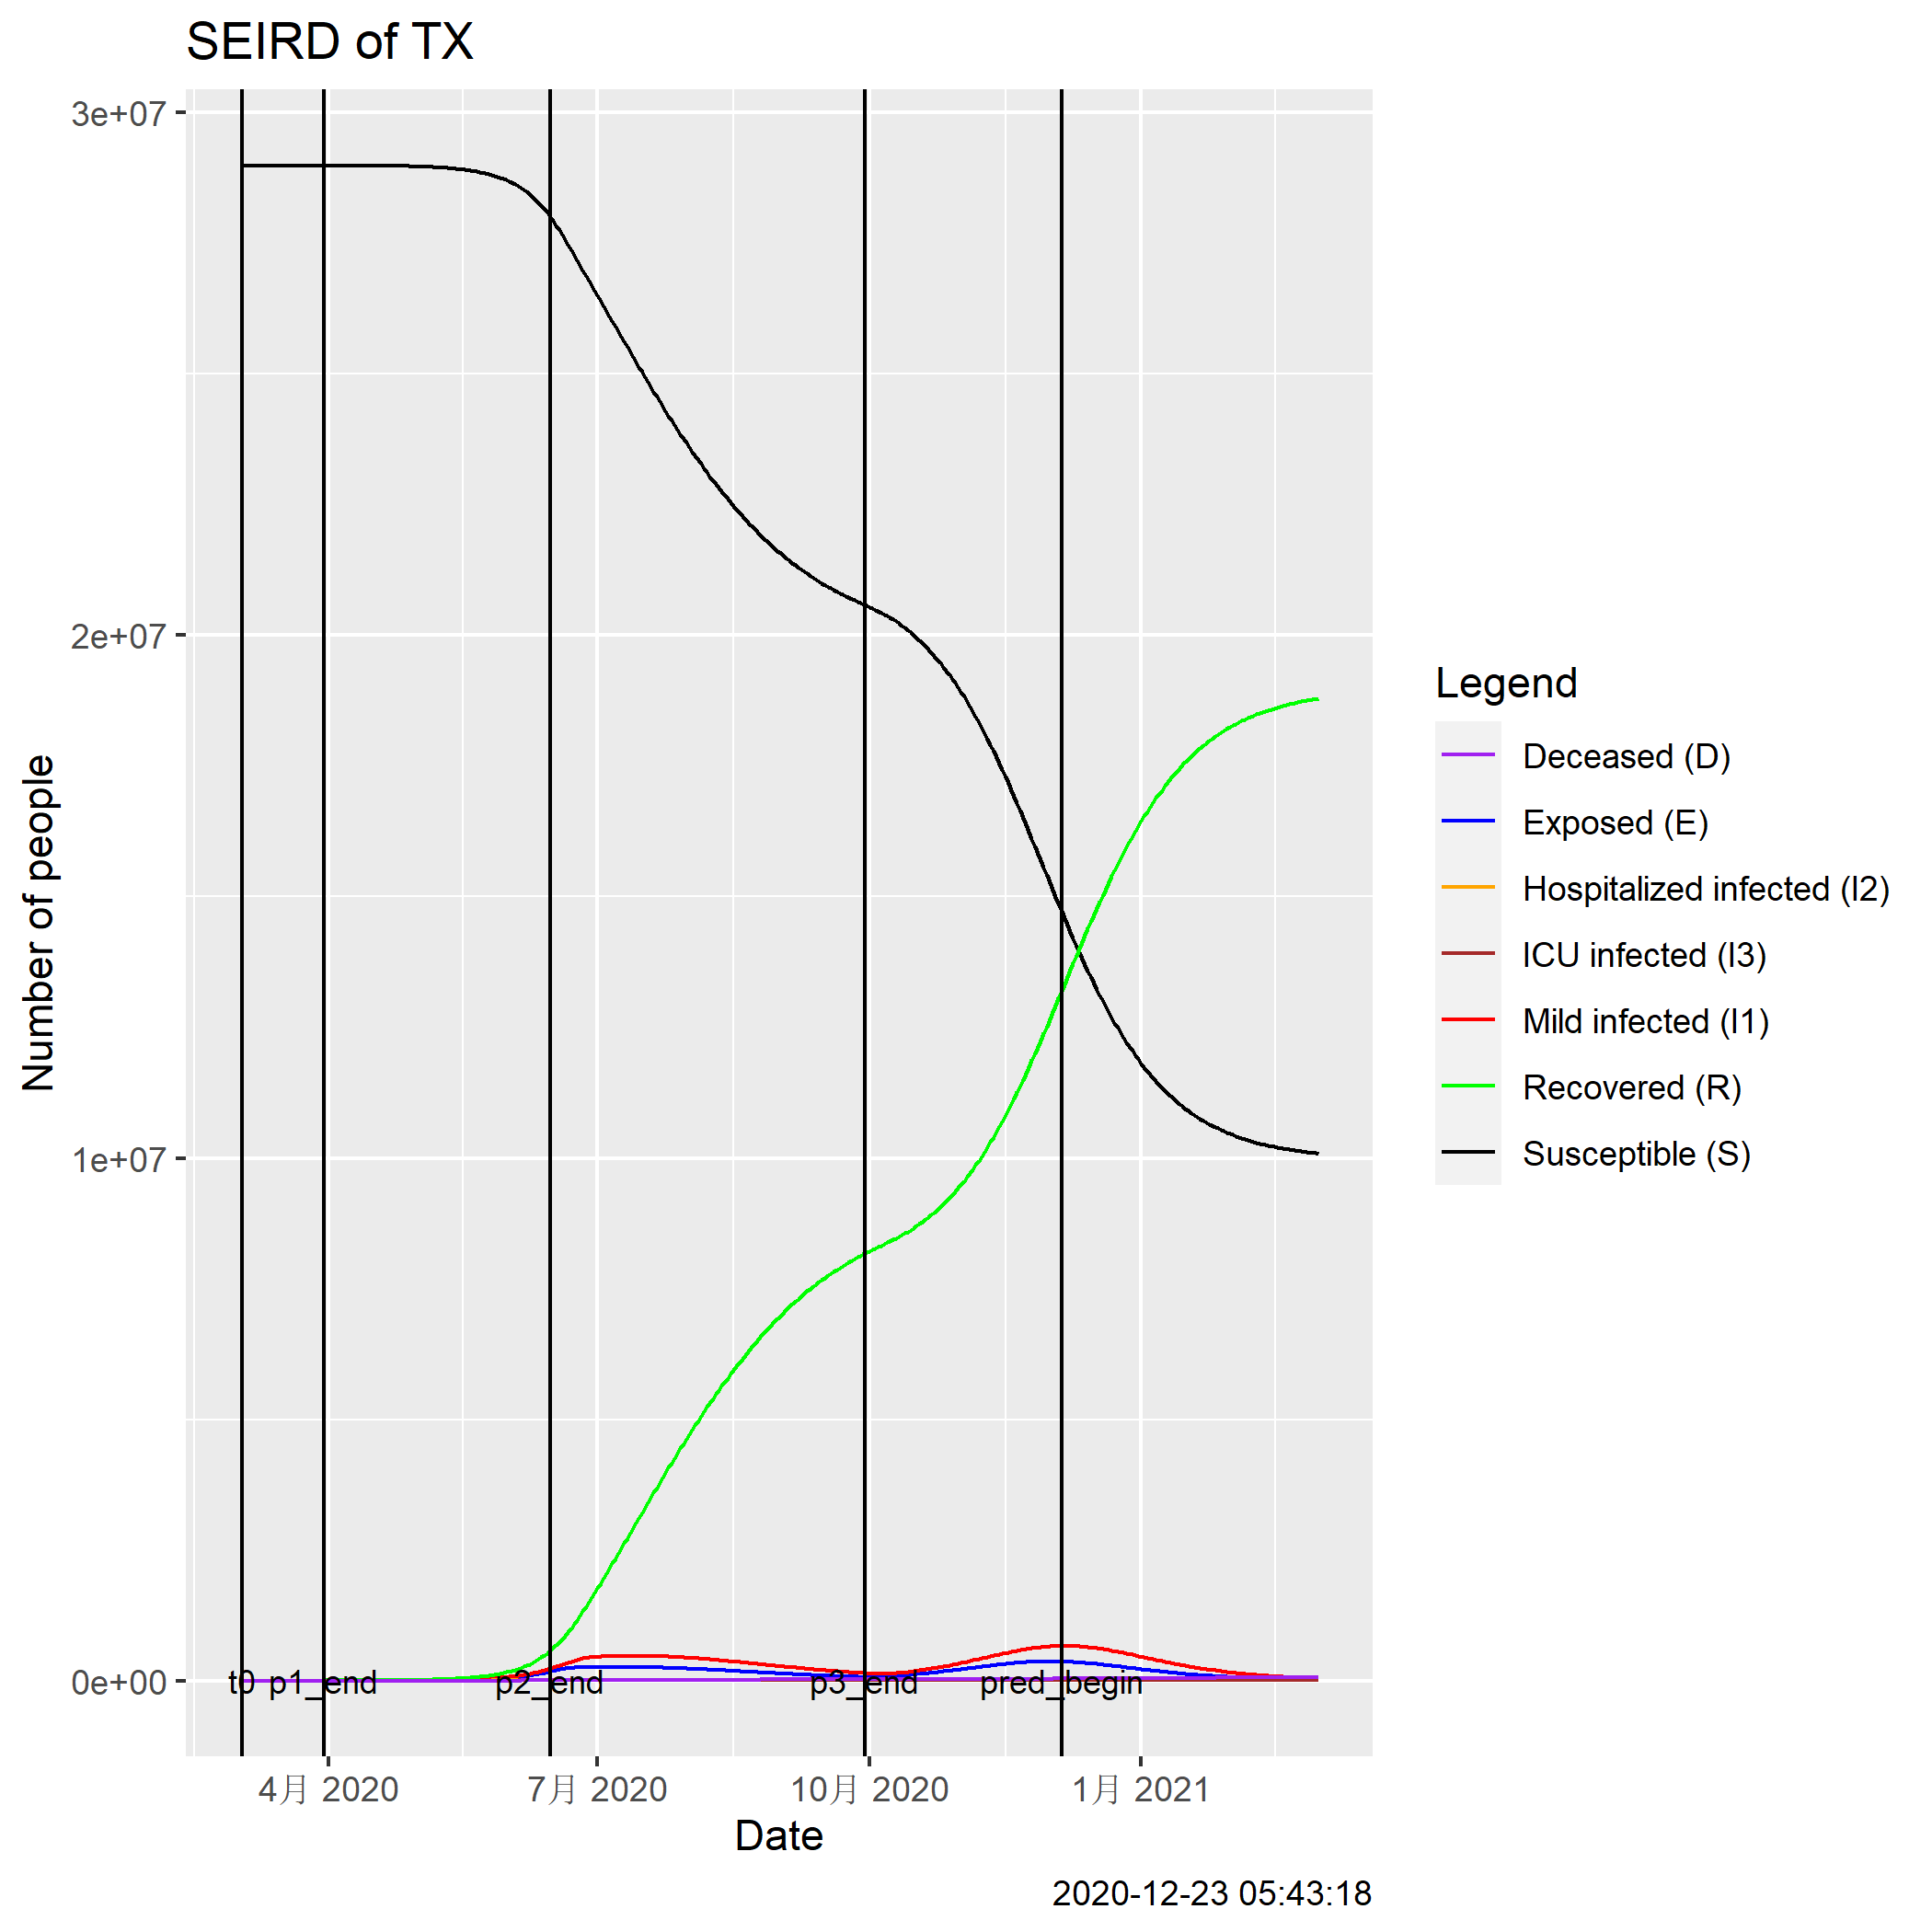 SEIRD of TX
3e+07
2e+07
1e+07
0e+00
Number of people
t0 p1_end p2_end p3_end pred_begin
4月 2020 7月 2020 10月 2020 1月 2021
Date
Legend
Deceased (D)
Exposed (E)
Hospitalized infected (I2)
ICU infected (I3)
Mild infected (I1)
Recovered (R)
Susceptible (S)
2020-12-23 05:43:18